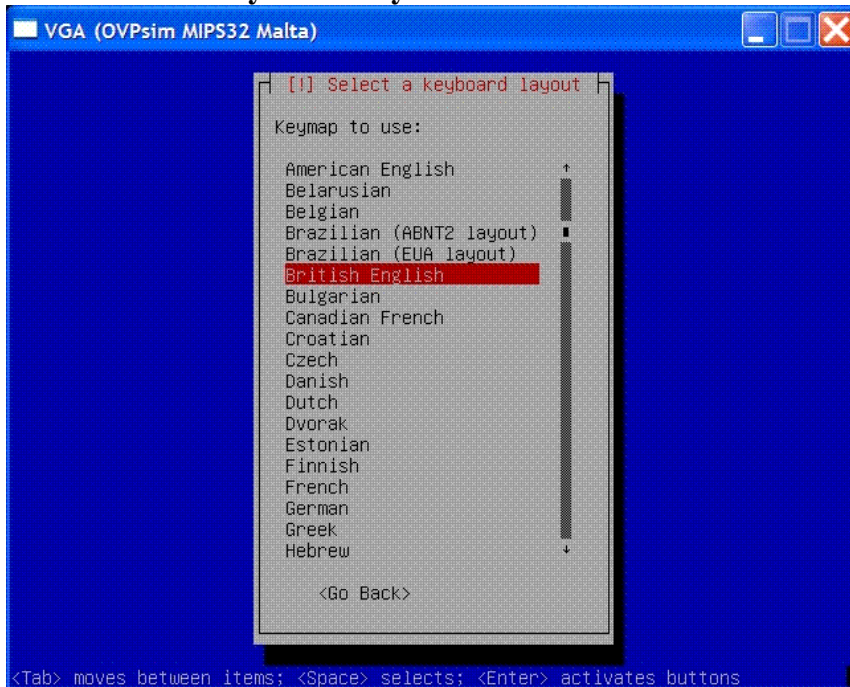 VGA (OVPsim MIPS32 Malta)
[!] Select a keyboard layout
Keymap to use:
American English
Belarusian
Belgian
Brazilian (ABNT2 layout)
Brazilian (EUA layout)
British English
Bulgarian
Canadian French
Croatian
Czech
Danish
Dutch
Dvorak
Estonian
Finnish
French
German
Greek
Hebrew
<Go Back>
<Tab> moves between items; <Space> selects; <Enter> activates buttons